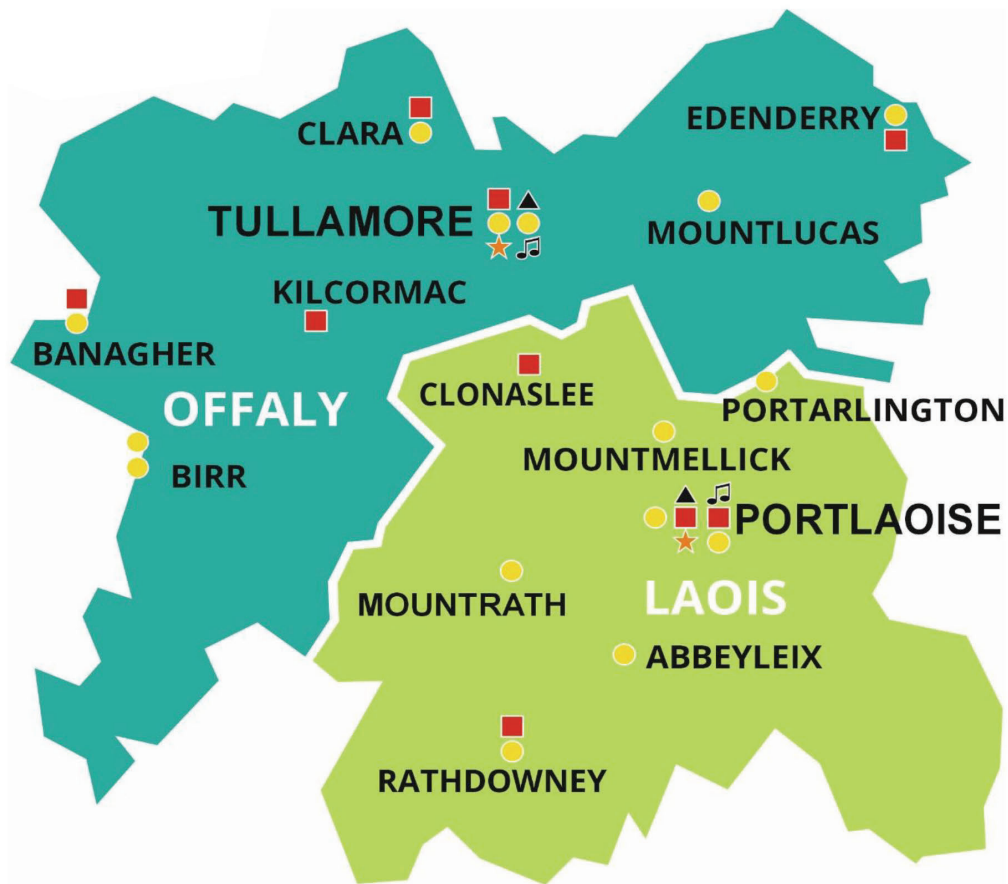 EDENDERRY
CLARA
TULLAMORE
MOUNTLUCAS
KILCORMAC
BANAGHER
OFFALY
CLONASLEE
PORTARLINGTON
MOUNTMELLICK
BIRR
PORTLAOISE
MOUNTRATH
LAOIS
ABBEYLEIX
RATHDOWNEY